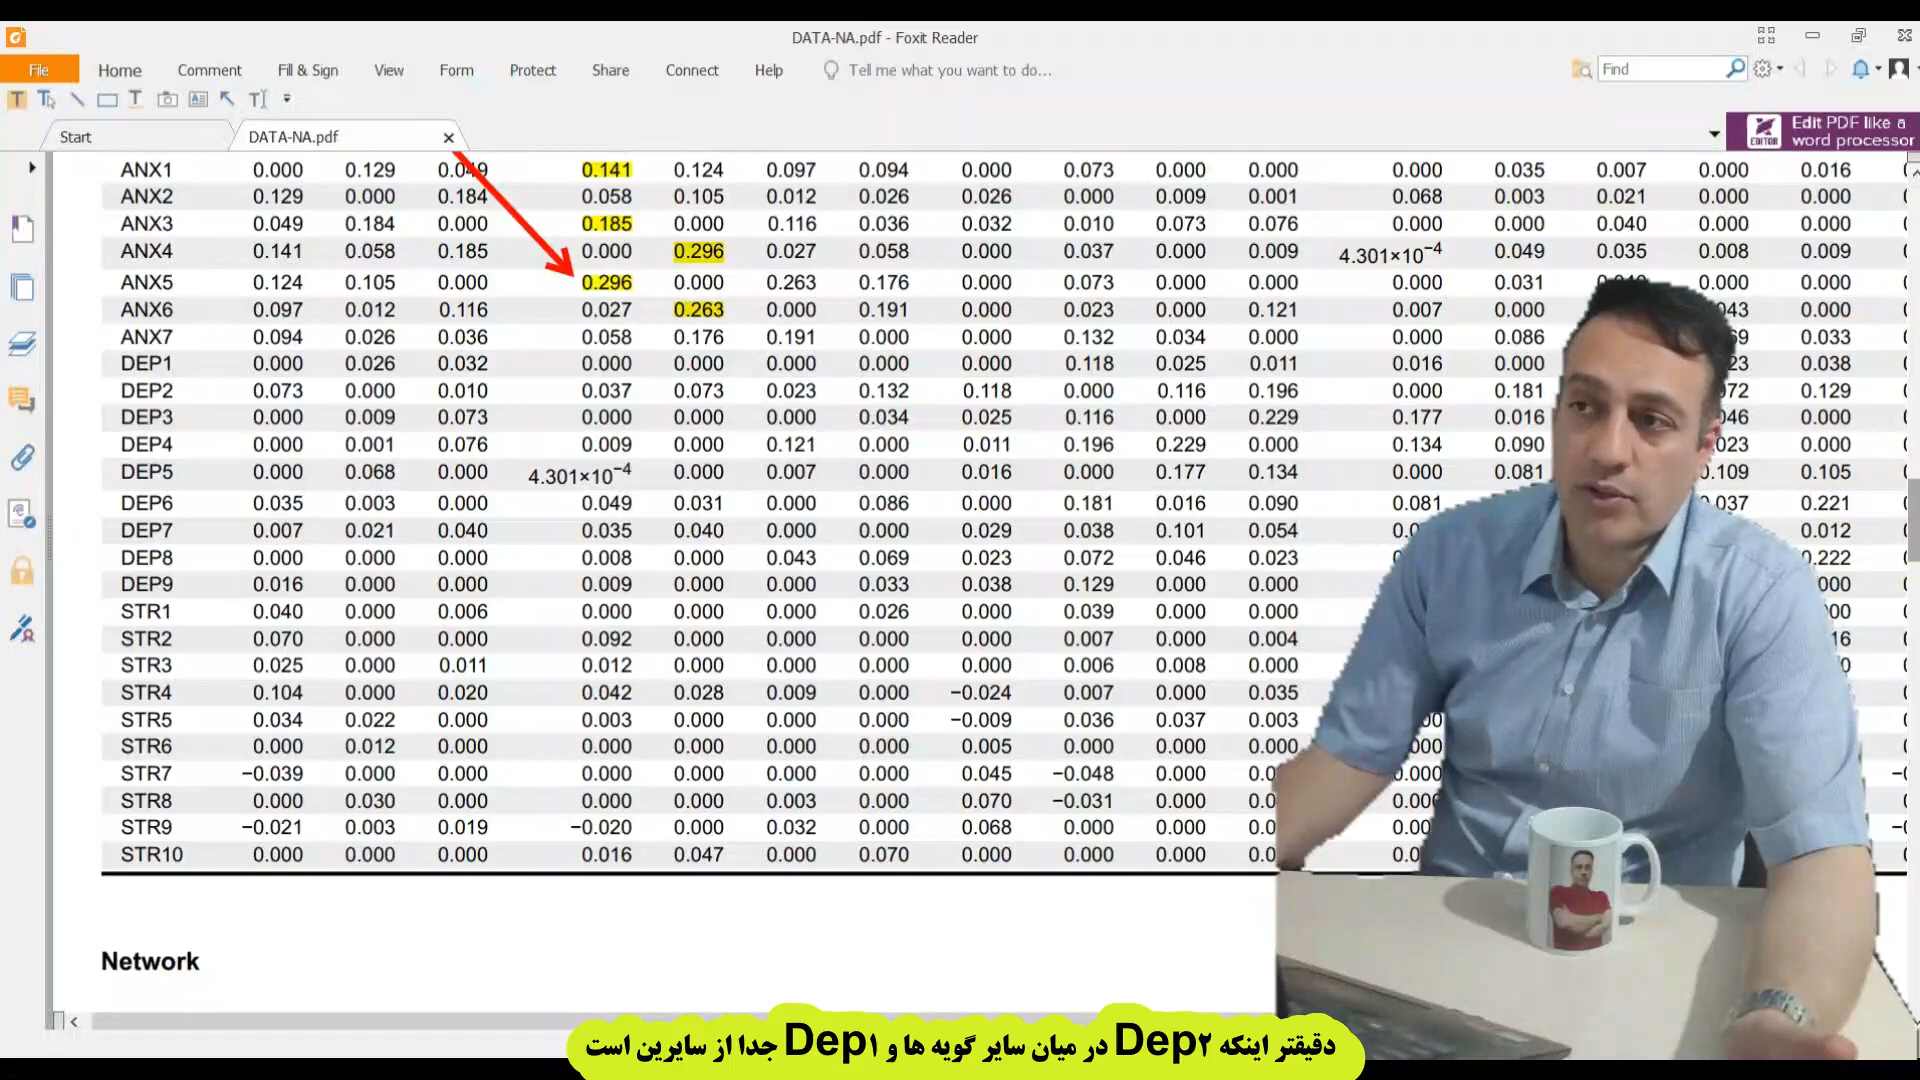 DATA-NA.pdf - Foxit Reader
File Home Comment Fill & Sign View Form Protect Share Connect Help Tell me what you want to do... Find
Start DATA-NA.pdf
Edit PDF like a
word processor
EDITOR
ANX1 0.000 0.129 0.049 0.141 0.124 0.097 0.094 0.000 0.073 0.000 0.000 0.000 0.035 0.007 0.000 0.016
ANX2 0.129 0.000 0.184 0.058 0.105 0.012 0.026 0.026 0.000 0.009 0.001 0.068 0.003 0.021 0.000 0.000
ANX3 0.049 0.184 0.000 0.185 0.000 0.116 0.036 0.032 0.010 0.073 0.076 0.000 0.000 0.040 0.000 0.000
ANX4 0.141 0.058 0.185 0.000 0.296 0.027 0.058 0.000 0.037 0.000 0.009 4.301×10⁻⁴ 0.049 0.035 0.008 0.009
ANX5 0.124 0.105 0.000 0.296 0.000 0.263 0.176 0.000 0.073 0.000 0.000 0.000 0.031 0.000 0.000
ANX6 0.097 0.012 0.116 0.027 0.263 0.000 0.191 0.000 0.023 0.000 0.121 0.007 0.000 043 0.000
ANX7 0.094 0.026 0.036 0.058 0.176 0.191 0.000 0.000 0.132 0.034 0.000 0.000 0.086 69 0.033
DEP1 0.000 0.026 0.032 0.000 0.000 0.000 0.000 0.000 0.118 0.025 0.011 0.016 0.000 23 0.038
DEP2 0.073 0.000 0.010 0.037 0.073 0.023 0.132 0.118 0.000 0.116 0.196 0.000 0.181 072 0.129
DEP3 0.000 0.009 0.073 0.000 0.000 0.000 0.034 0.025 0.116 0.000 0.229 0.177 0.016 046 0.000
DEP4 0.000 0.001 0.076 0.009 0.000 0.121 0.000 0.011 0.196 0.229 0.000 0.134 0.090 023 0.000
DEP5 0.000 0.068 0.000 4.301×10⁻⁴ 0.000 0.007 0.000 0.016 0.000 0.177 0.134 0.000 0.081 0.109 0.105
DEP6 0.035 0.003 0.000 0.049 0.031 0.000 0.086 0.000 0.181 0.016 0.090 0.081 037 0.221
DEP7 0.007 0.021 0.040 0.035 0.040 0.000 0.000 0.029 0.038 0.101 0.054 0.012
DEP8 0.000 0.000 0.000 0.008 0.000 0.043 0.069 0.023 0.072 0.046 0.023 .222
DEP9 0.016 0.000 0.000 0.009 0.000 0.000 0.033 0.038 0.129 0.000 0.000 000
STR1 0.040 0.000 0.006 0.000 0.000 0.000 0.026 0.000 0.039 0.000 0.000 00
STR2 0.070 0.000 0.000 0.092 0.000 0.000 0.000 0.000 0.007 0.000 0.004 16
STR3 0.025 0.000 0.011 0.012 0.000 0.000 0.000 0.000 0.006 0.008 0.000
STR4 0.104 0.000 0.020 0.042 0.028 0.009 0.000 −0.024 0.007 0.000 0.035
STR5 0.034 0.022 0.000 0.003 0.000 0.000 0.000 −0.009 0.036 0.037 0.003
STR6 0.000 0.012 0.000 0.000 0.000 0.000 0.000 0.005 0.000 0.000 0.000
STR7 −0.039 0.000 0.000 0.000 0.000 0.000 0.000 0.045 −0.048 0.000
STR8 0.000 0.030 0.000 0.000 0.000 0.003 0.000 0.070 −0.031 0.000
STR9 −0.021 0.003 0.019 −0.020 0.000 0.032 0.000 0.068 0.000 0.000
STR10 0.000 0.000 0.000 0.016 0.047 0.000 0.070 0.000 0.000 0.000
Network
دقیقتر اینکه Dep۲ در میان سایر گویه ها و Dep۱ جدا از سایرین است